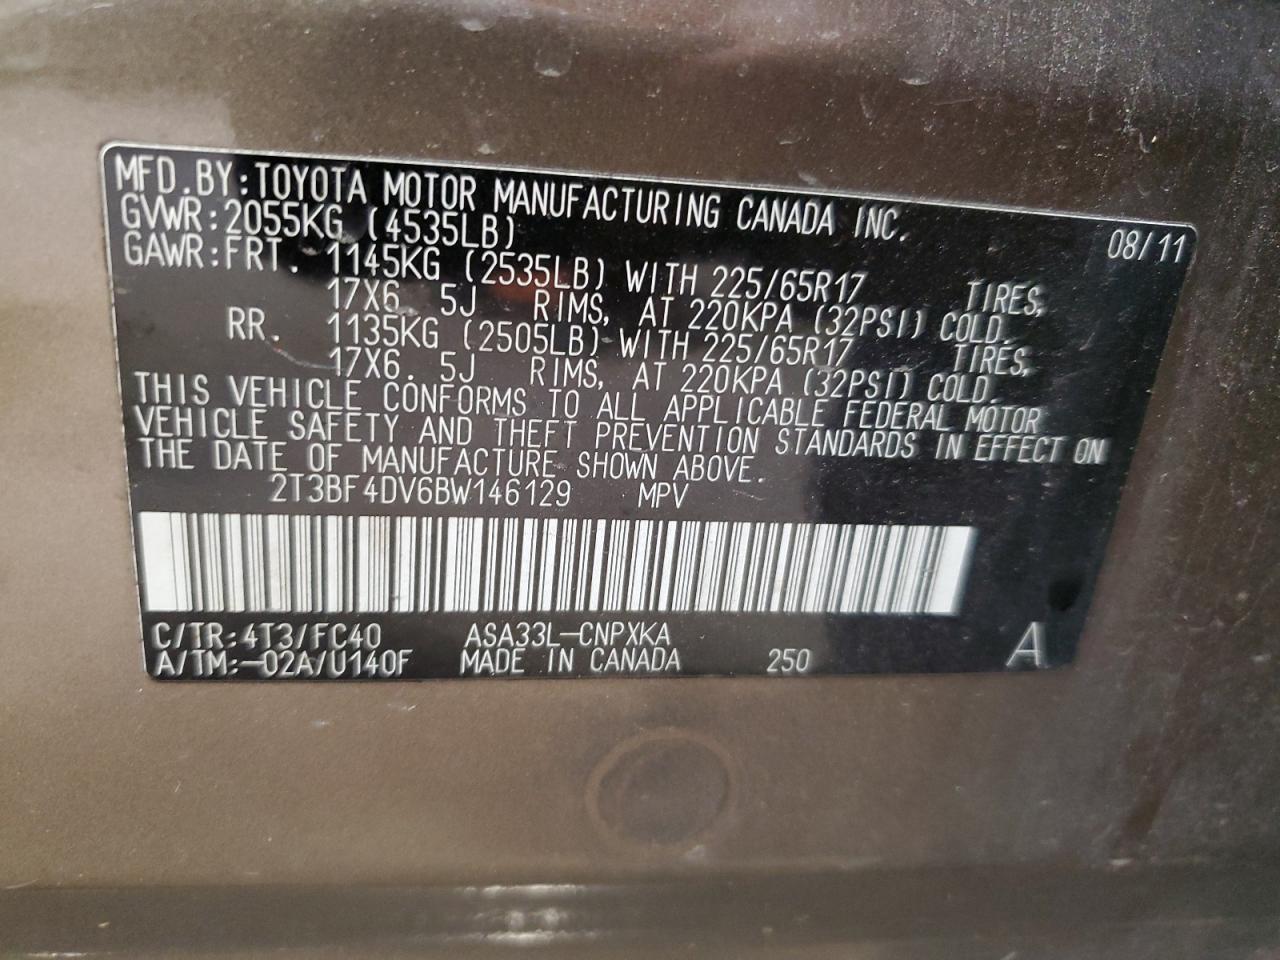 MFD.BY:TOYOTA MOTOR MANUFACTURING CANADA INC. 08/11
GVWR:2055KG (4535LB)
GAWR:FRT. 1145KG (2535LB) WITH 225/65R17 TIRES,
17X6. 5J RIMS, AT 220KPA (32PSI) COLD.
RR. 1135KG (2505LB) WITH 225/65R17 TIRES,
17X6. 5J RIMS, AT 220KPA (32PSI) COLD.
THIS VEHICLE CONFORMS TO ALL APPLICABLE FEDERAL MOTOR
VEHICLE SAFETY AND THEFT PREVENTION STANDARDS IN EFFECT ON
THE DATE OF MANUFACTURE SHOWN ABOVE.
2T3BF4DV6BW146129 MPV
C/TR:4T3/FC40 ASA33L-CNPXKA
A/TM:-02A/U140F MADE IN CANADA 250 A